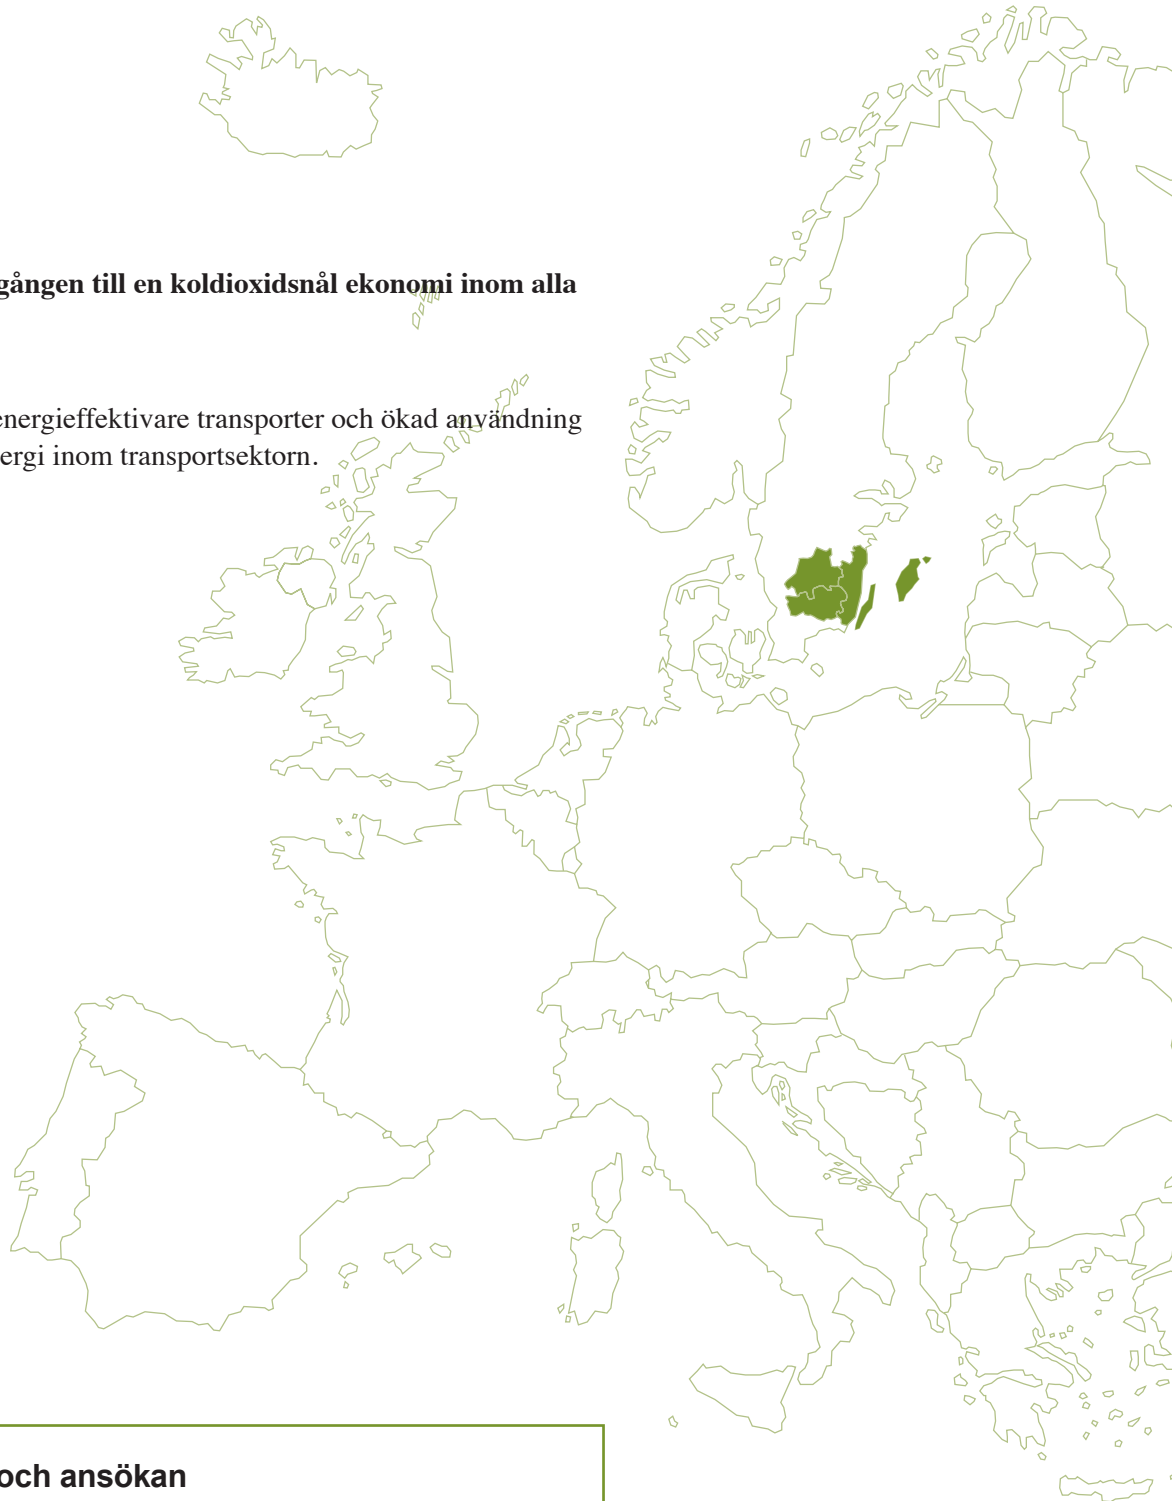 gången till en koldioxidsnål ekonomi inom alla
energieffektivare transporter och ökad användning
ergi inom transportsektorn.
och ansökan